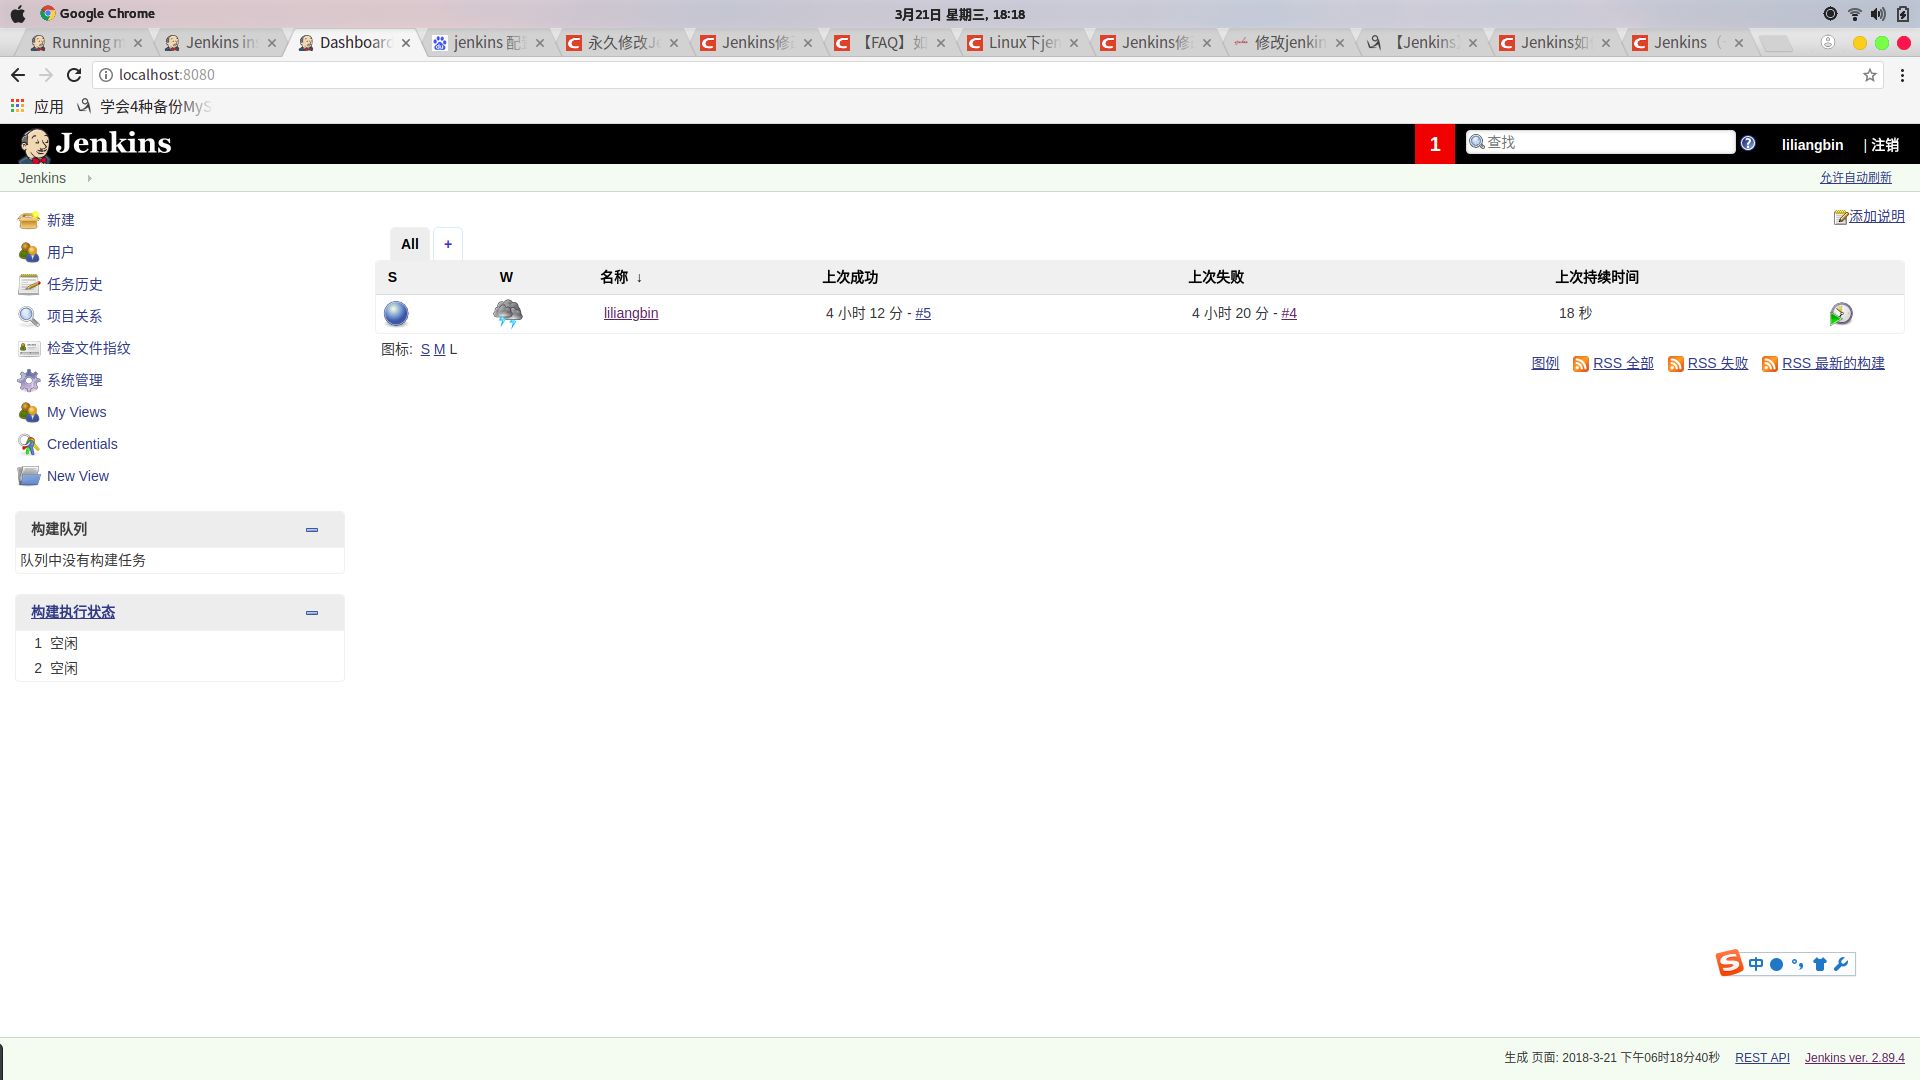 Google Chrome
3月21日 星期三, 18:18
Running m
Jenkins ins
Dashboard
jenkins 配
永久修改Je
Jenkins修
【FAQ】如
Linux下jen
Jenkins修
修改jenkin
【Jenkins】
Jenkins如
Jenkins（
localhost:8080
应用
学会4种备份MyS
Jenkins
1
查找
liliangbin
| 注销
Jenkins
允许自动刷新
新建
用户
任务历史
项目关系
检查文件指纹
系统管理
My Views
Credentials
New View
添加说明
All
+
S W 名称 ↓ 上次成功 上次失败 上次持续时间
liliangbin 4 小时 12 分 - #5 4 小时 20 分 - #4 18 秒
图标: S M L
图例 RSS 全部 RSS 失败 RSS 最新的构建
构建队列
队列中没有构建任务
构建执行状态
1 空闲
2 空闲
中
生成 页面: 2018-3-21 下午06时18分40秒 REST API Jenkins ver. 2.89.4